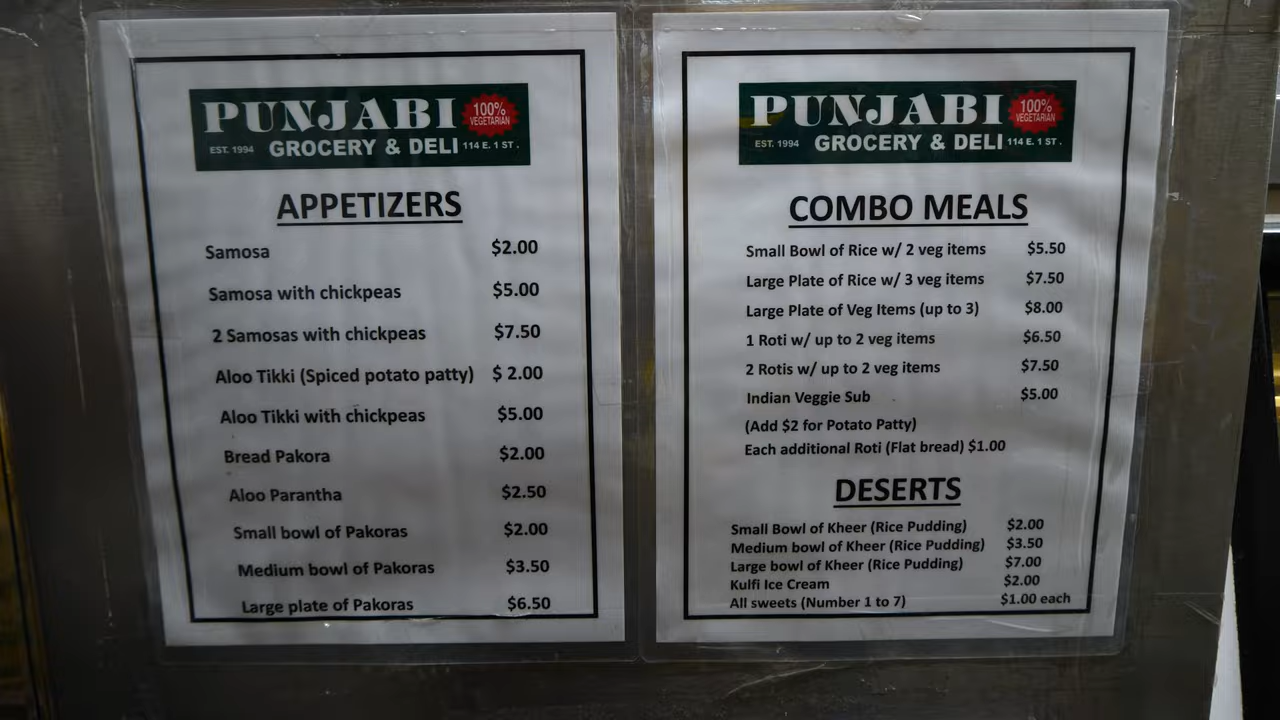 PUNJABI
100%
VEGETARIAN
EST. 1994 GROCERY & DELI 114 E. 1 ST.
APPETIZERS
Samosa $2.00
Samosa with chickpeas $5.00
2 Samosas with chickpeas $7.50
Aloo Tikki (Spiced potato patty) $ 2.00
Aloo Tikki with chickpeas $5.00
Bread Pakora $2.00
Aloo Parantha $2.50
Small bowl of Pakoras $2.00
Medium bowl of Pakoras $3.50
Large plate of Pakoras $6.50
PUNJABI
100%
VEGETARIAN
EST. 1994 GROCERY & DELI 114 E. 1 ST.
COMBO MEALS
Small Bowl of Rice w/ 2 veg items $5.50
Large Plate of Rice w/ 3 veg items $7.50
Large Plate of Veg Items (up to 3) $8.00
1 Roti w/ up to 2 veg items $6.50
2 Rotis w/ up to 2 veg items $7.50
Indian Veggie Sub $5.00
(Add $2 for Potato Patty)
Each additional Roti (Flat bread) $1.00
DESERTS
Small Bowl of Kheer (Rice Pudding) $2.00
Medium bowl of Kheer (Rice Pudding) $3.50
Large bowl of Kheer (Rice Pudding) $7.00
Kulfi Ice Cream $2.00
All sweets (Number 1 to 7) $1.00 each